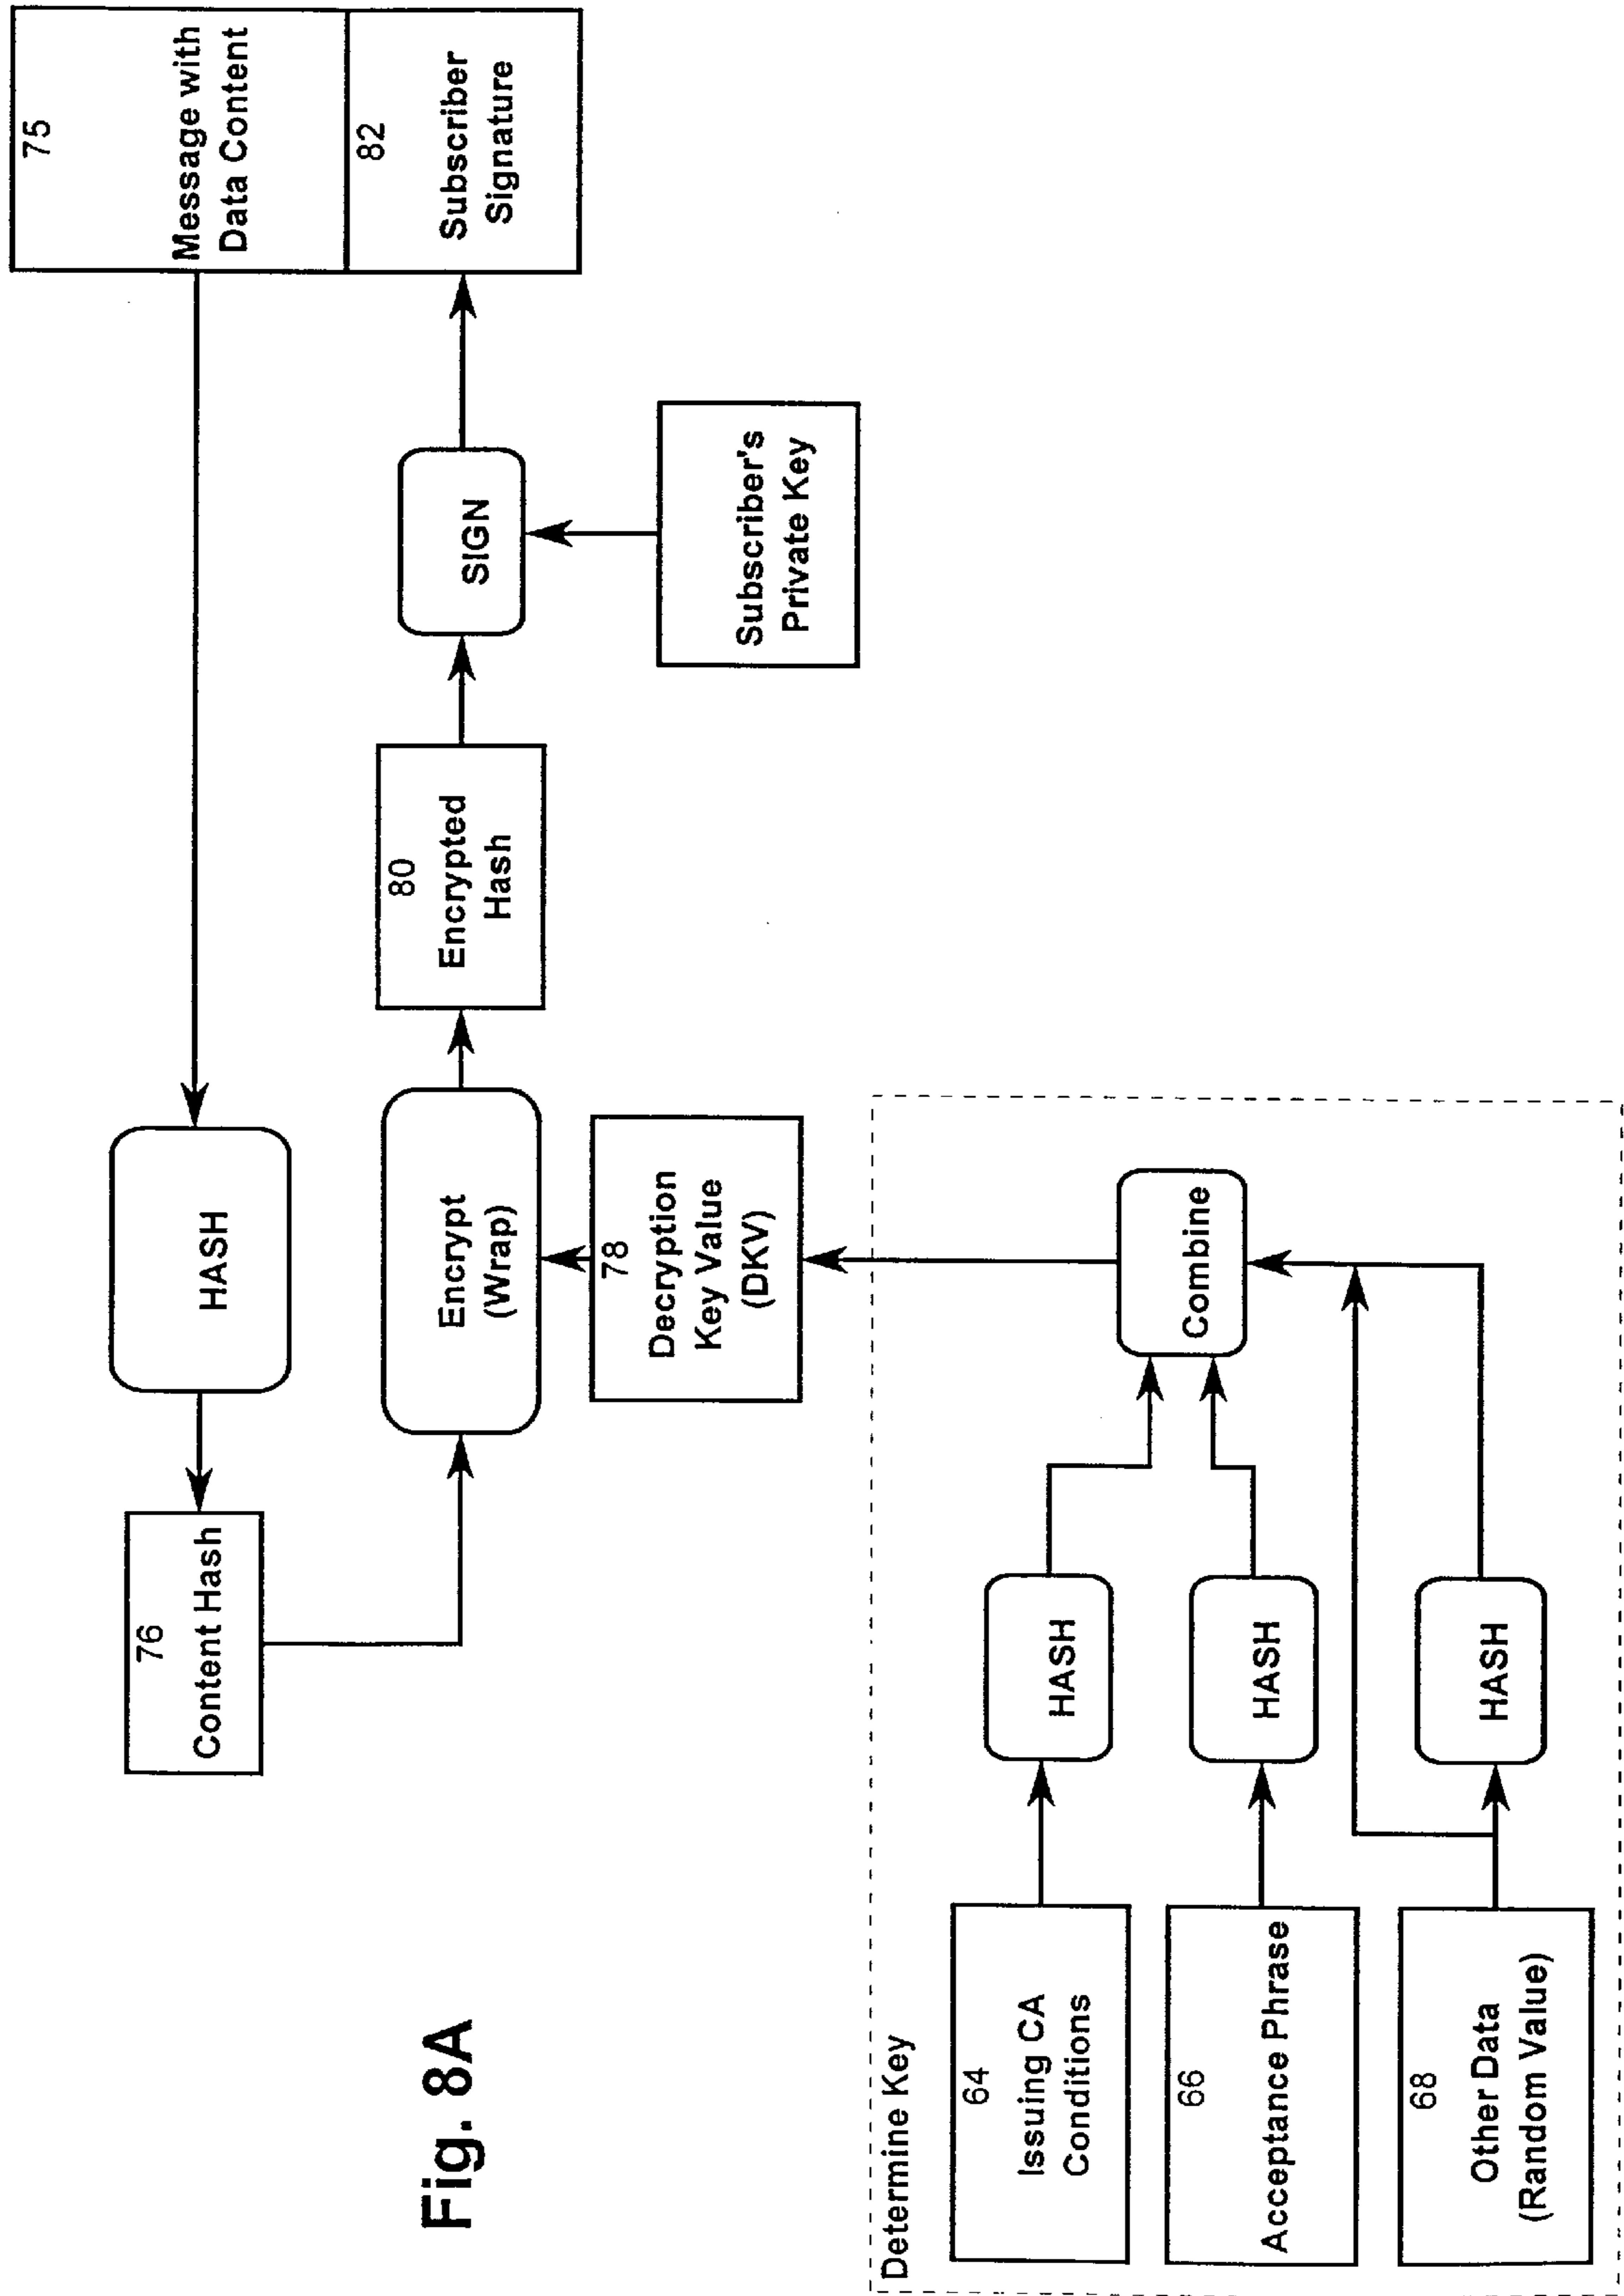 Fig. 8A
76
Content Hash
HASH
75
Message with
Data Content
Encrypt
(Wrap)
80
Encrypted
Hash
SIGN
82
Subscriber
Signature
78
Decryption
Key Value
(DKV)
Subscriber's
Private Key
Determine Key
64
Issuing CA
Conditions
HASH
Combine
66
Acceptance Phrase
HASH
68
Other Data
(Random Value)
HASH